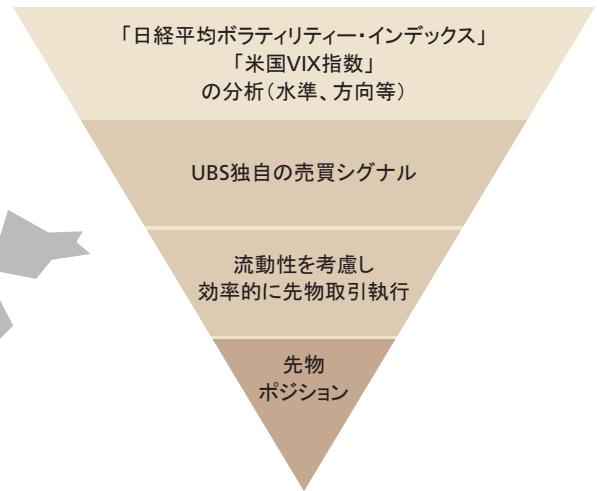 「日経平均ボラティリティー・インデックス」
「米国VIX指数」
の分析（水準、方向等）
UBS独自の売買シグナル
流動性を考慮し
効率的に先物取引執行
先物
ポジション